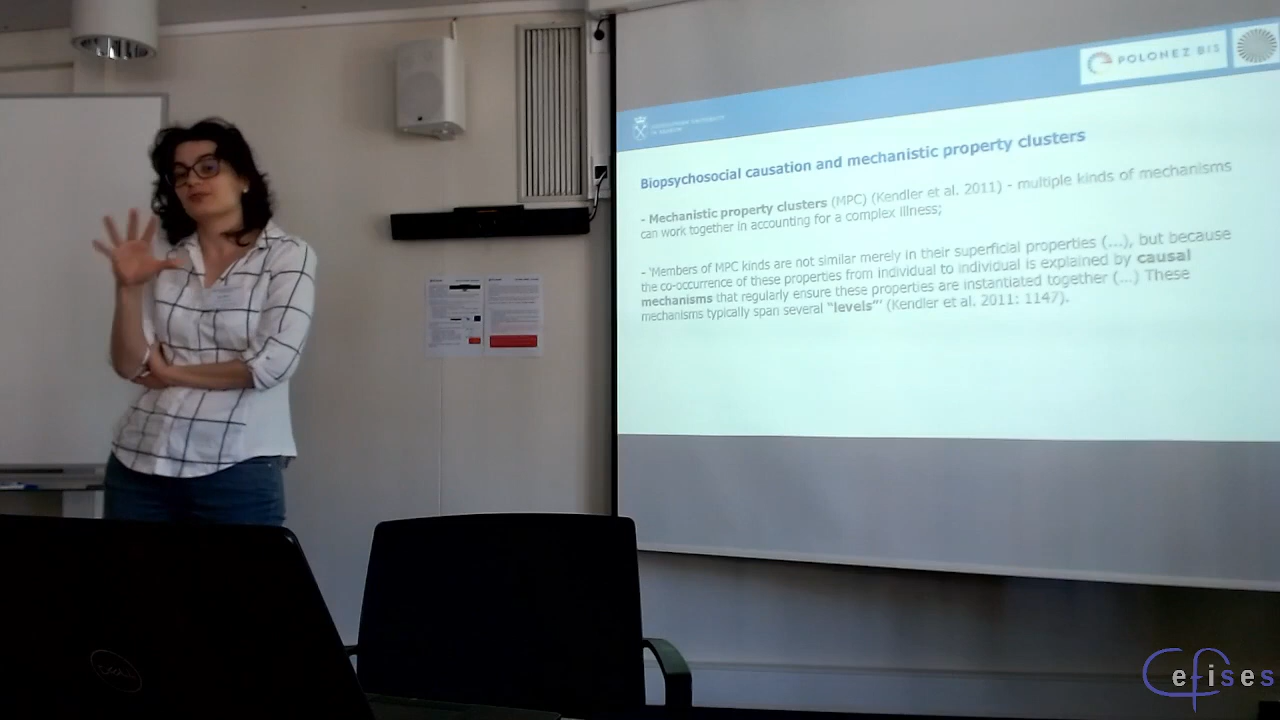 POLONEZ BIS
Biopsychosocial causation and mechanistic property clusters
- Mechanistic property clusters (MPC) (Kendler et al. 2011) - multiple kinds of mechanisms
can work together in accounting for a complex illness;
- 'Members of MPC kinds are not similar merely in their superficial properties (...), but because
the co-occurrence of these properties from individual to individual is explained by causal
mechanisms that regularly ensure these properties are instantiated together (...) These
mechanisms typically span several "levels"' (Kendler et al. 2011: 1147).
DELL
efises